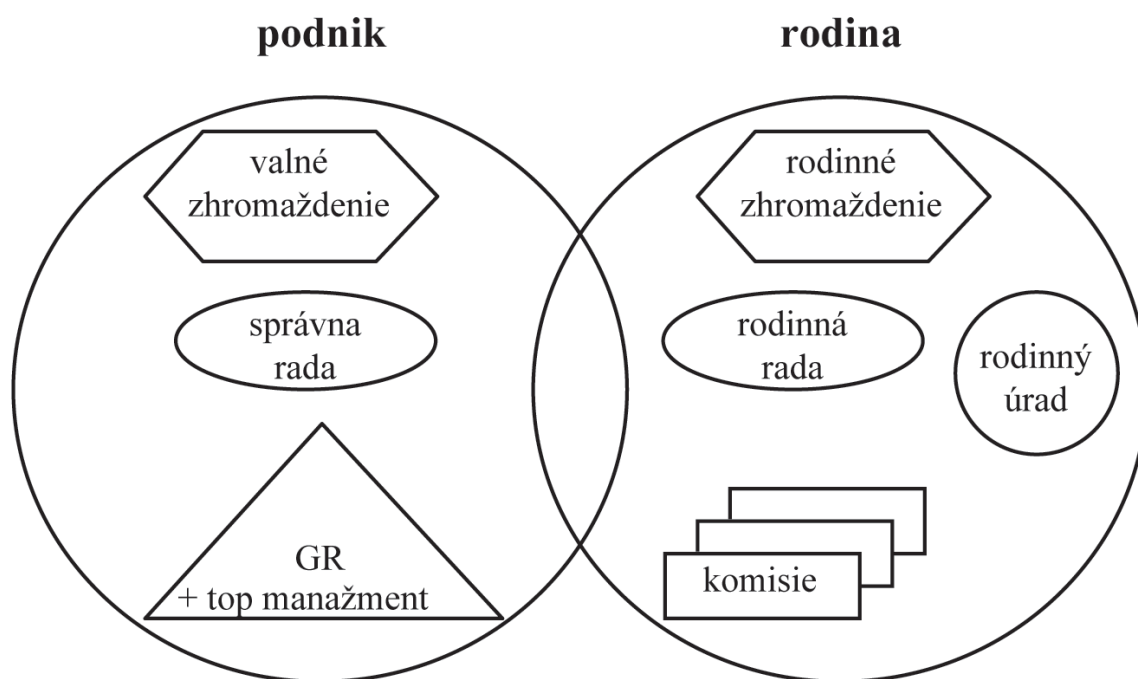 podnik
rodina
valné
zhromaždenie
správna
rada
GR
+ top manažment
rodinné
zhromaždenie
rodinná
rada
rodinný
úrad
komisie